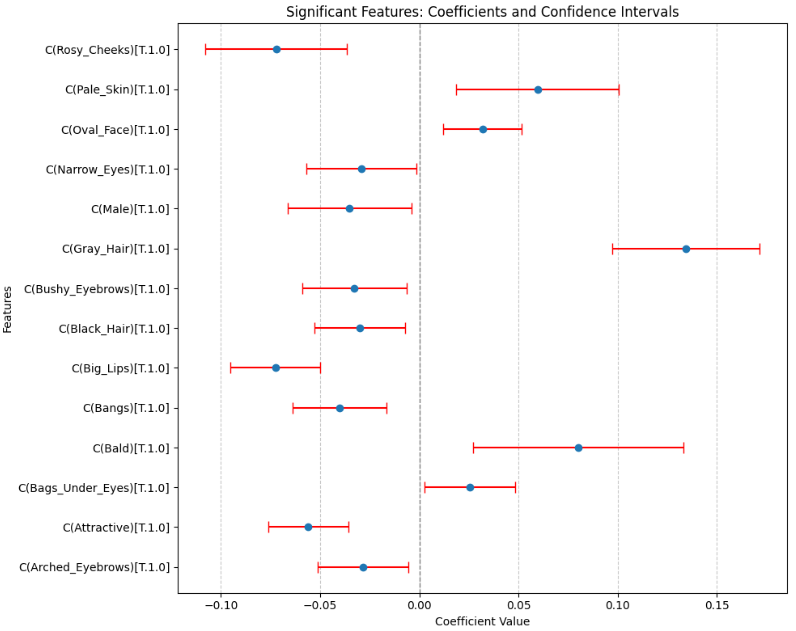 Significant Features: Coefficients and Confidence Intervals
Features
C(Rosy_Cheeks)[T.1.0]
C(Pale_Skin)[T.1.0]
C(Oval_Face)[T.1.0]
C(Narrow_Eyes)[T.1.0]
C(Male)[T.1.0]
C(Gray_Hair)[T.1.0]
C(Bushy_Eyebrows)[T.1.0]
C(Black_Hair)[T.1.0]
C(Big_Lips)[T.1.0]
C(Bangs)[T.1.0]
C(Bald)[T.1.0]
C(Bags_Under_Eyes)[T.1.0]
C(Attractive)[T.1.0]
C(Arched_Eyebrows)[T.1.0]
−0.10 −0.05 0.00 0.05 0.10 0.15
Coefficient Value